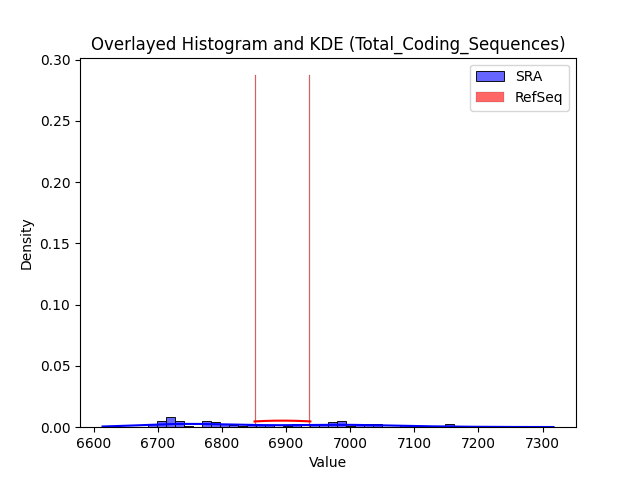 Overlayed Histogram and KDE (Total_Coding_Sequences)
SRA
RefSeq
0.30
0.25
0.20
0.15
0.10
0.05
0.00
Density
6600 6700 6800 6900 7000 7100 7200 7300
Value